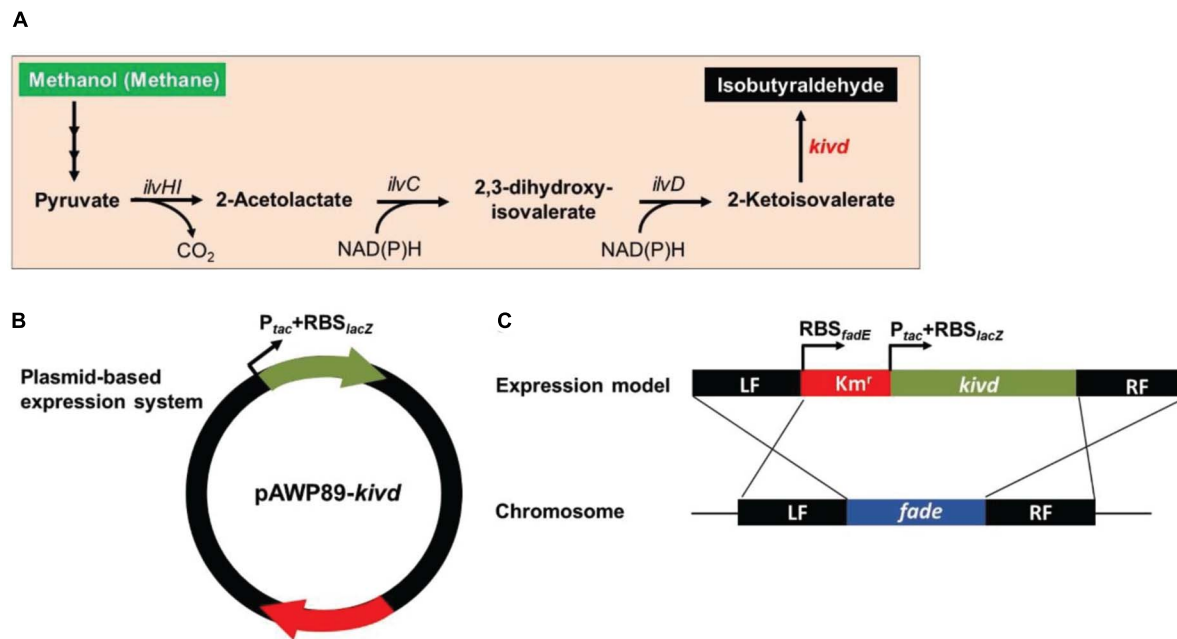 A
Methanol (Methane)
Isobutyraldehyde
kivd
Pyruvate
ilvHI
CO2
2-Acetolactate
ilvC
NAD(P)H
2,3-dihydroxy-
isovalerate
ilvD
NAD(P)H
2-Ketoisovalerate
B
Ptac+RBSlacZ
Plasmid-based
expression system
pAWP89-kivd
C
RBSfadE
Ptac+RBSlacZ
Expression model
LF
Kmr
kivd
RF
Chromosome
LF
fade
RF